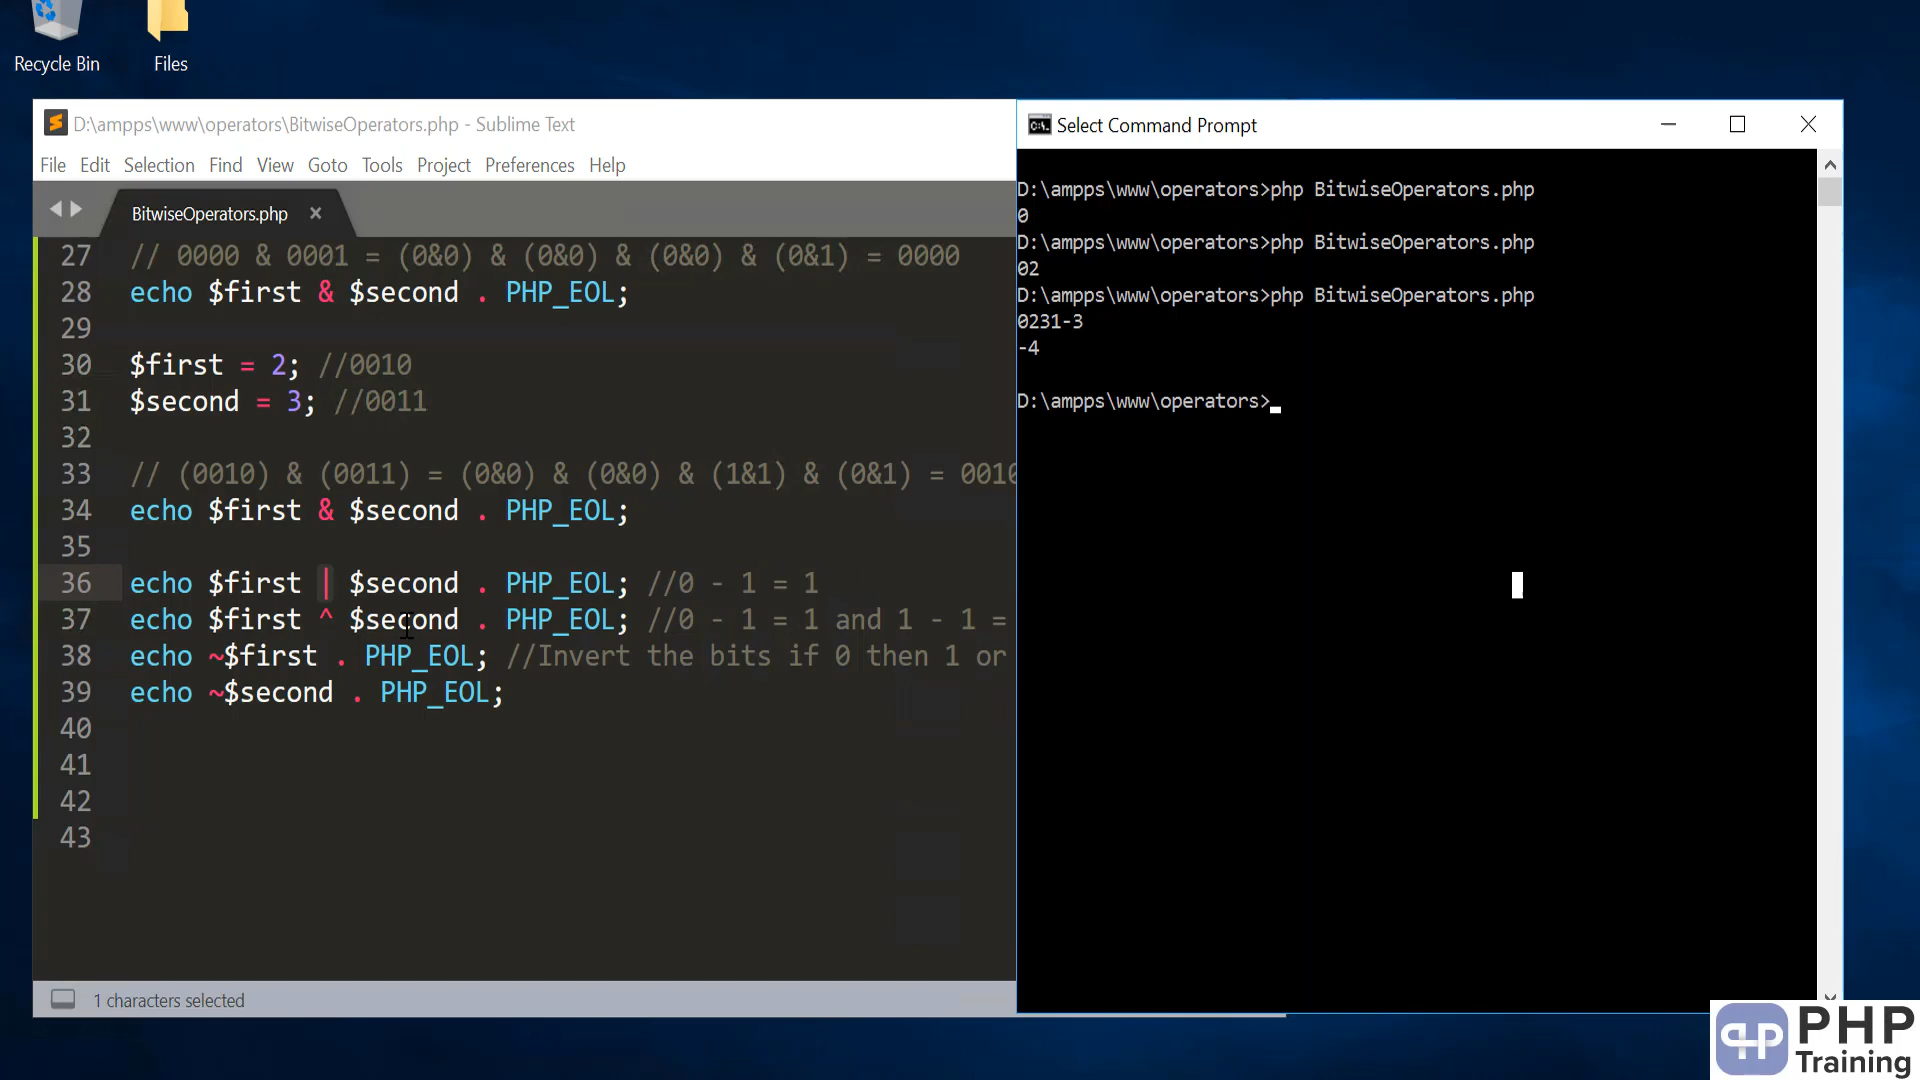 Recycle Bin
Files
D:\ampps\www\operators\BitwiseOperators.php - Sublime Text
File Edit Selection Find View Goto Tools Project Preferences Help
BitwiseOperators.php ×
27 // 0000 & 0001 = (0&0) & (0&0) & (0&0) & (0&1) = 0000
28 echo $first & $second . PHP_EOL;
29
30 $first = 2; //0010
31 $second = 3; //0011
32
33 // (0010) & (0011) = (0&0) & (0&0) & (1&1) & (0&1) = 0010
34 echo $first & $second . PHP_EOL;
35
36 echo $first | $second . PHP_EOL; //0 - 1 = 1
37 echo $first ^ $second . PHP_EOL; //0 - 1 = 1 and 1 - 1 =
38 echo ~$first . PHP_EOL; //Invert the bits if 0 then 1 or
39 echo ~$second . PHP_EOL;
40
41
42
43
1 characters selected
Select Command Prompt
D:\ampps\www\operators>php BitwiseOperators.php
0
D:\ampps\www\operators>php BitwiseOperators.php
02
D:\ampps\www\operators>php BitwiseOperators.php
0231-3
-4
D:\ampps\www\operators>
PHP
Training